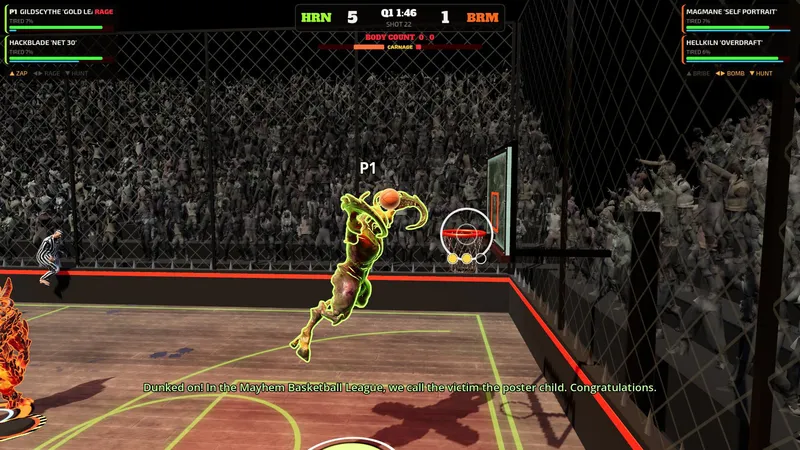 P1 GILDSCYTHE 'GOLD LE/ RAGE
TIRED 7%
HACKBLADE 'NET 30'
TIRED 7%
▲ ZAP ◀▶ RAGE ▼ HUNT
HRN 5 Q1 1:46 1 BRM
SHOT 22
BODY COUNT 0 0
CARNAGE
MAGMANE 'SELF PORTRAIT'
TIRED 7%
HELLKILN 'OVERDRAFT'
TIRED 6%
▲ BRIBE ◀▶ BOMB ▼ HUNT
P1
Dunked on! In the Mayhem Basketball League, we call the victim the poster child. Congratulations.